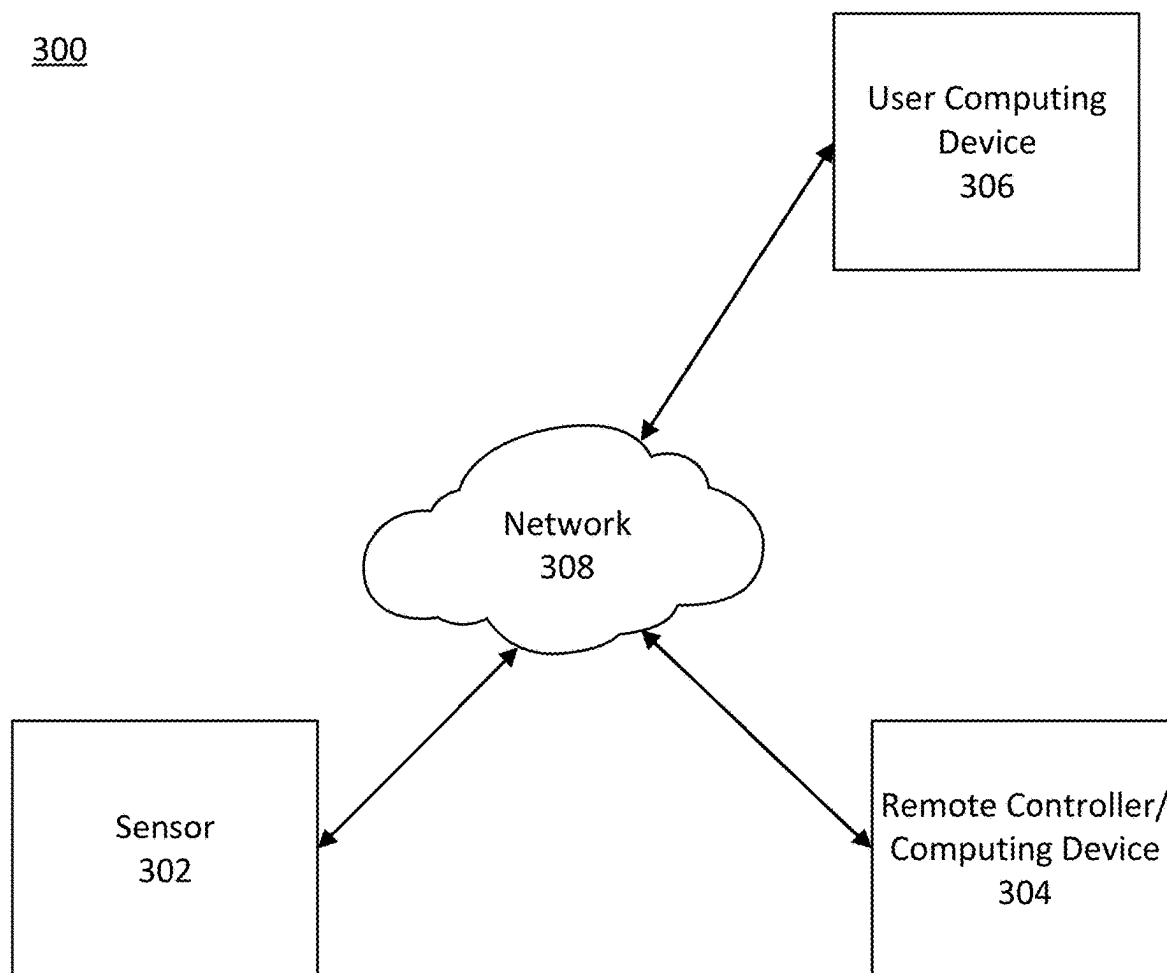 300
User Computing
Device
306
Network
308
Sensor
302
Remote Controller/
Computing Device
304